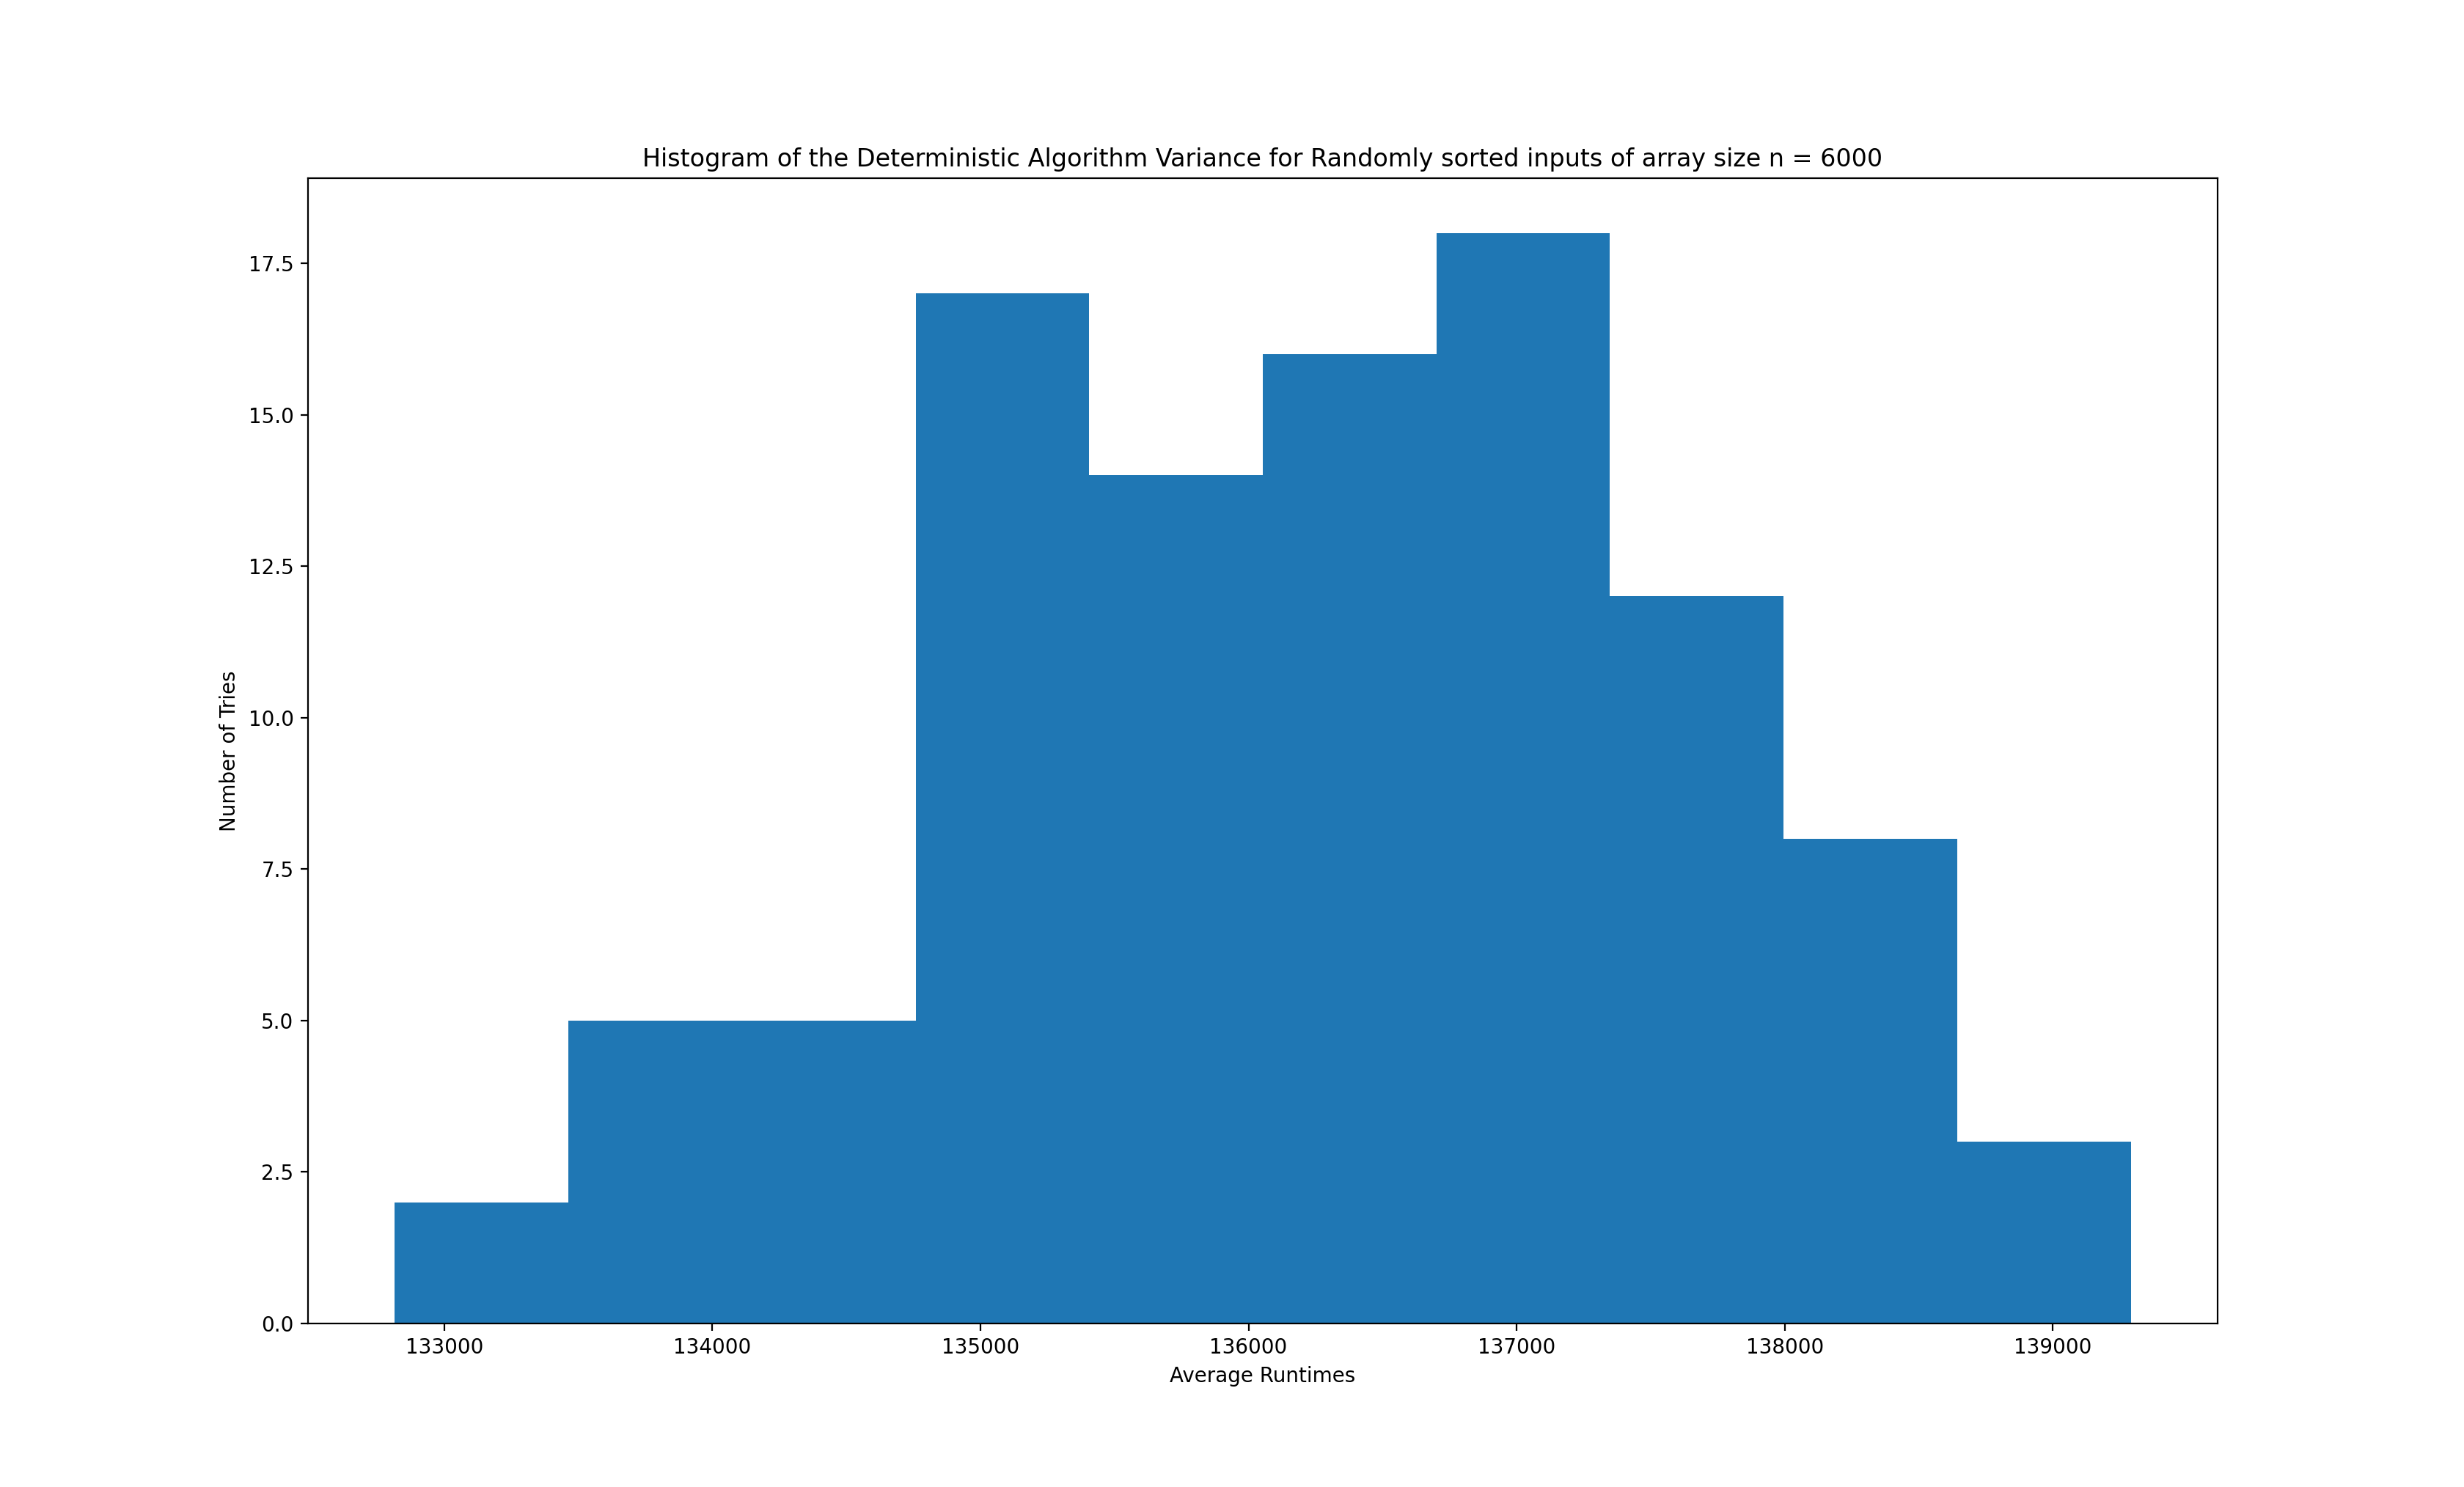 Histogram of the Deterministic Algorithm Variance for Randomly sorted inputs of array size n = 6000
17.5
15.0
12.5
10.0
7.5
5.0
2.5
0.0
Number of Tries
133000 134000 135000 136000 137000 138000 139000
Average Runtimes